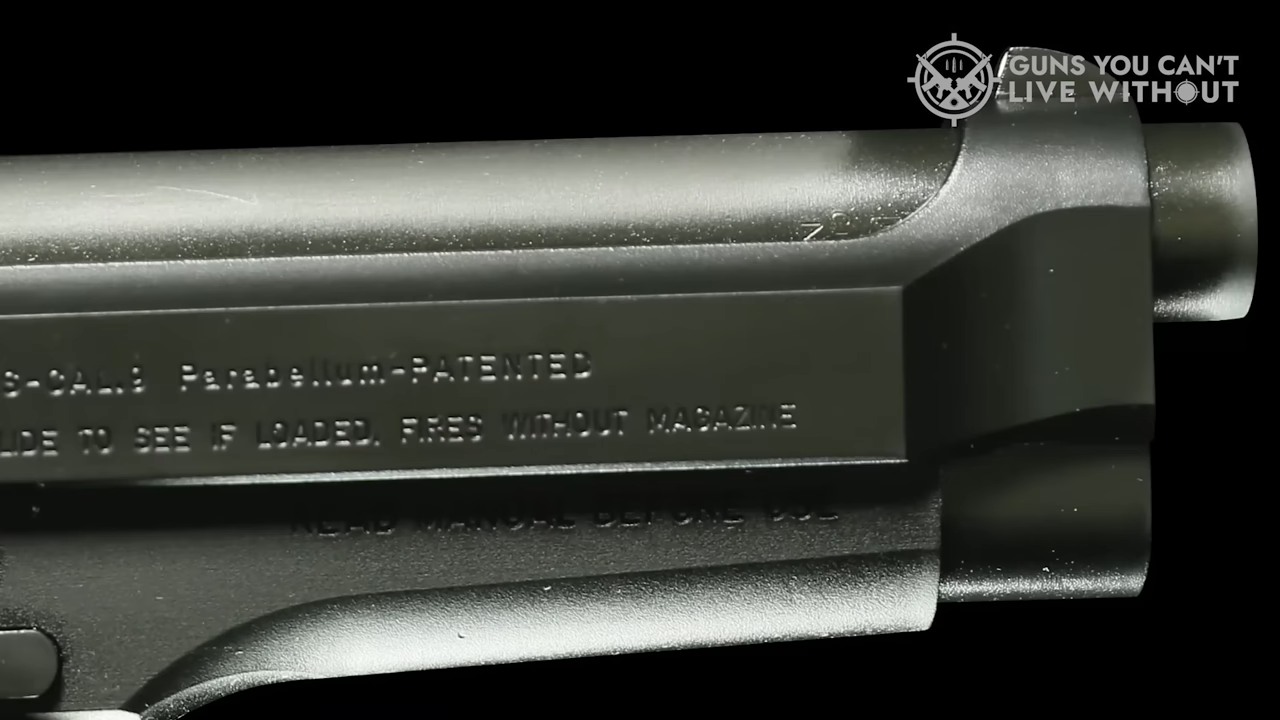 GUNS YOU CAN'T
LIVE WITHOUT
S-CAL.9 Parabellum-PATENTED
LIDE TO SEE IF LOADED. FIRES WITHOUT MAGAZINE
READ MANUAL BEFORE USE